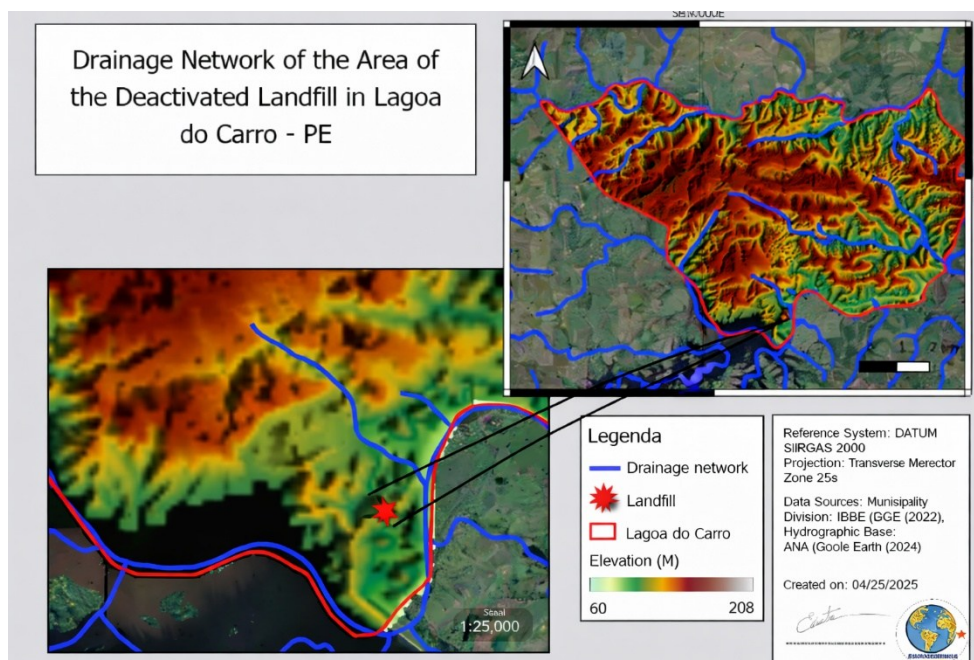 Drainage Network of the Area of
the Deactivated Landfill in Lagoa
do Carro - PE
Legenda
Drainage network
Landfill
Lagoa do Carro
Elevation (M)
60 208
Reference System: DATUM
SIIRGAS 2000
Projection: Transverse Merector
Zone 25s
Data Sources: Munisipality
Division: IBBE (GGE (2022),
Hydrographic Base:
ANA (Goole Earth (2024)
Created on: 04/25/2025
1:25,000